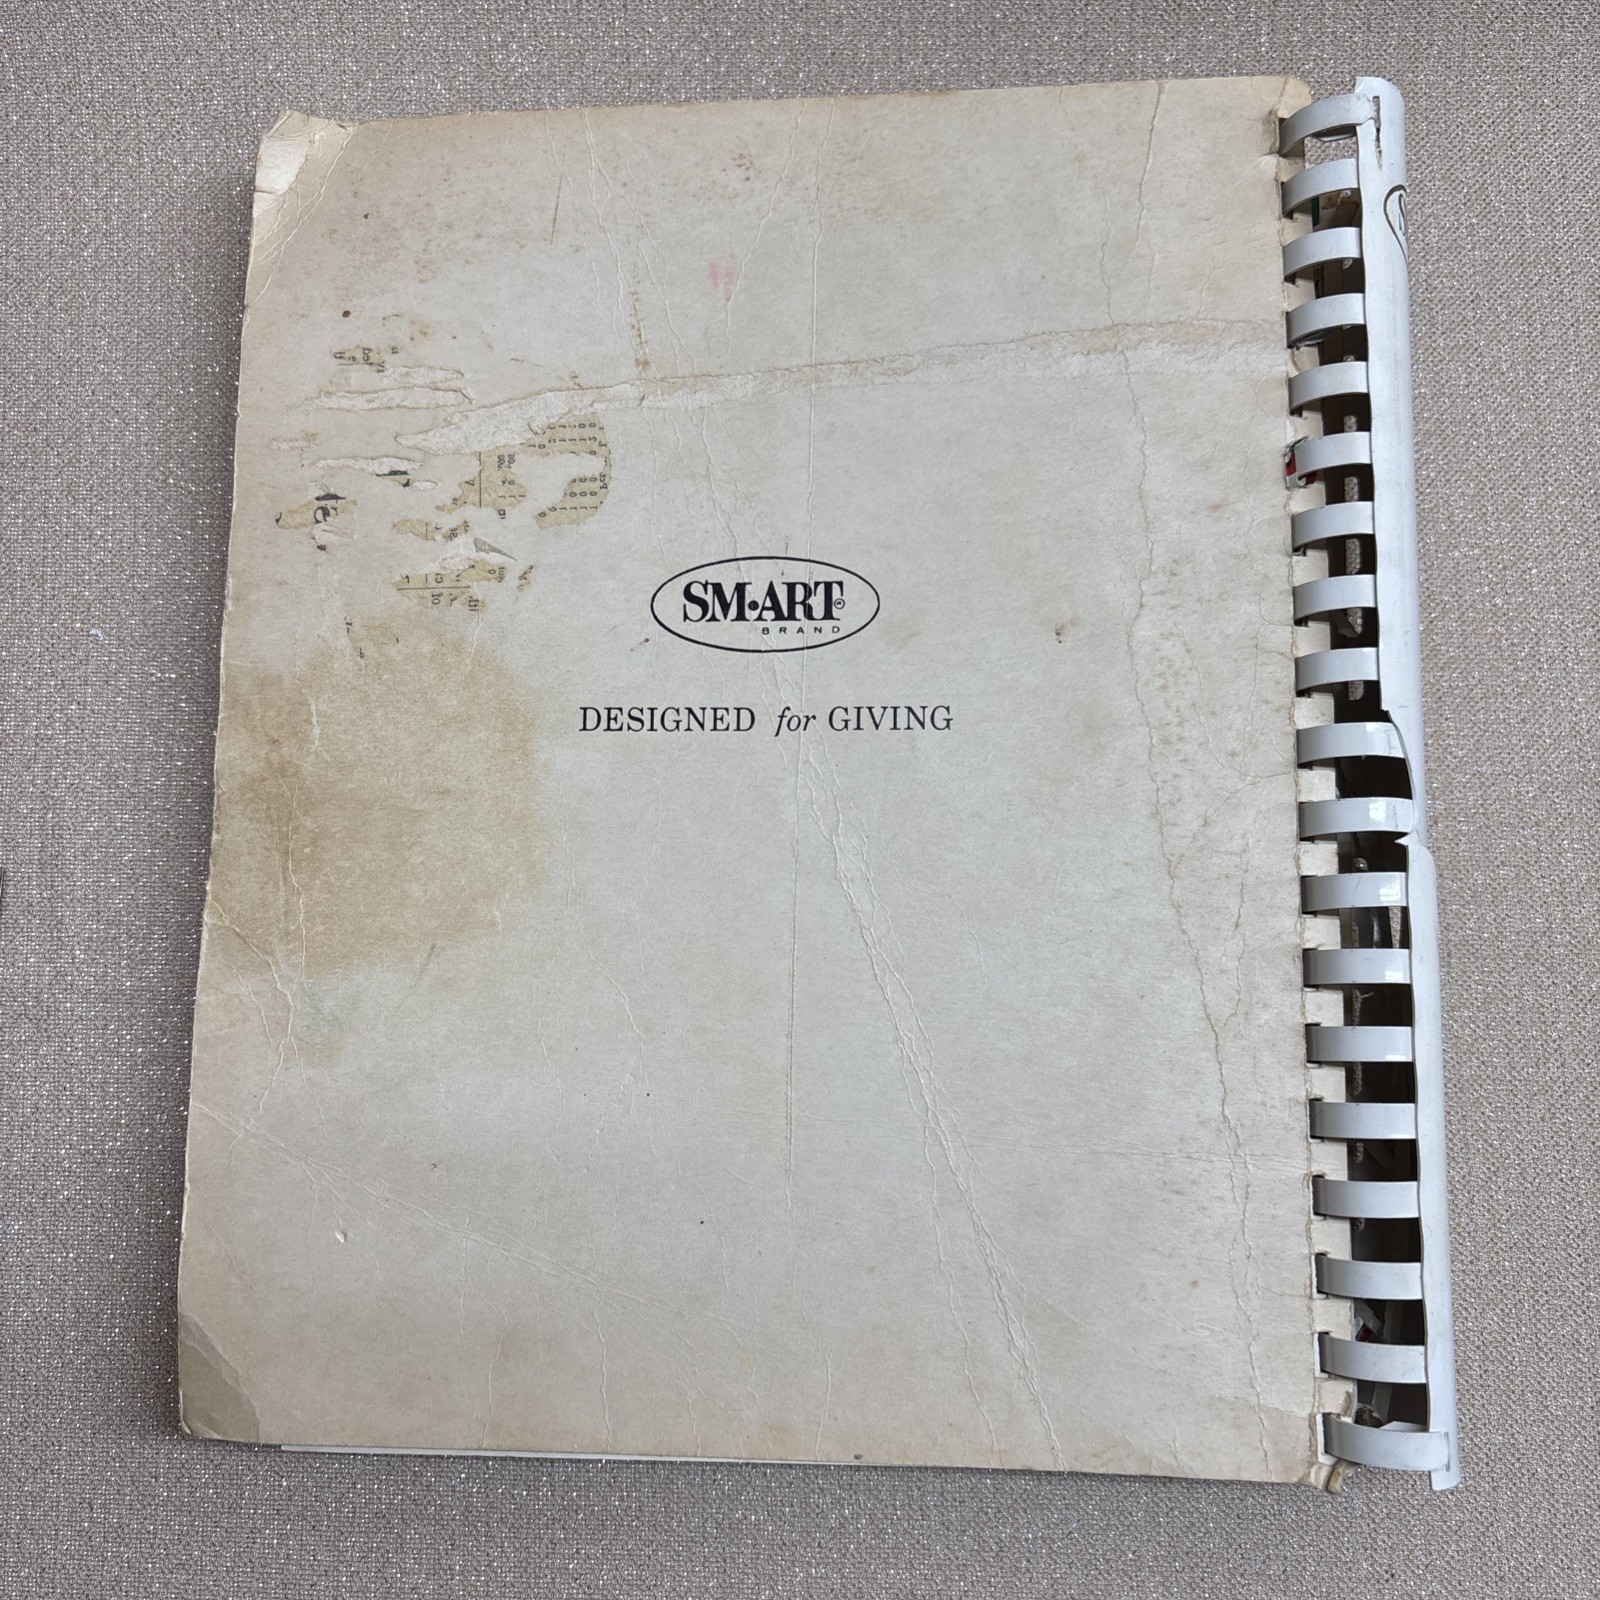 SM•ART®
BRAND
DESIGNED for GIVING